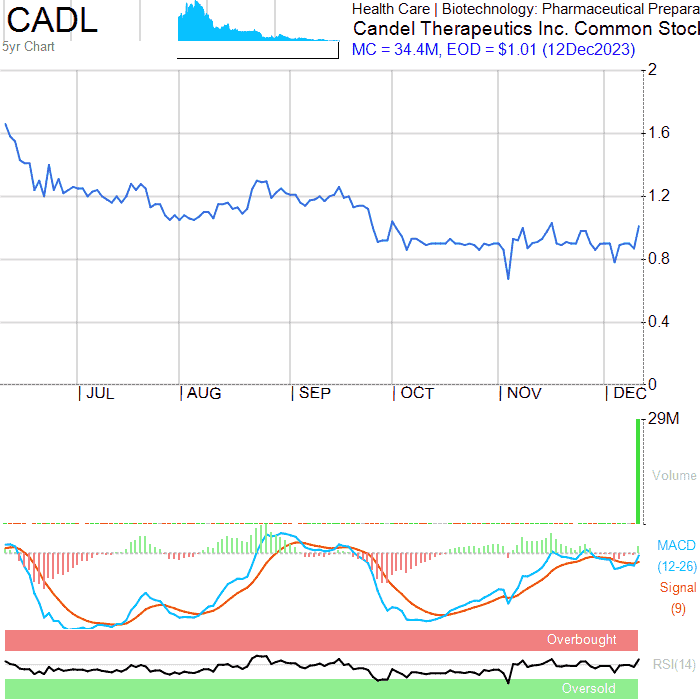 CADL
5yr Chart
Health Care | Biotechnology: Pharmaceutical Prepara
Candel Therapeutics Inc. Common Stock
MC = 34.4M, EOD = $1.01 (12Dec2023)
2
1.6
1.2
0.8
0.4
0
| JUL | AUG | SEP | OCT | NOV | DEC
29M
Volume
MACD
(12-26)
Signal
(9)
Overbought
RSI(14)
Oversold